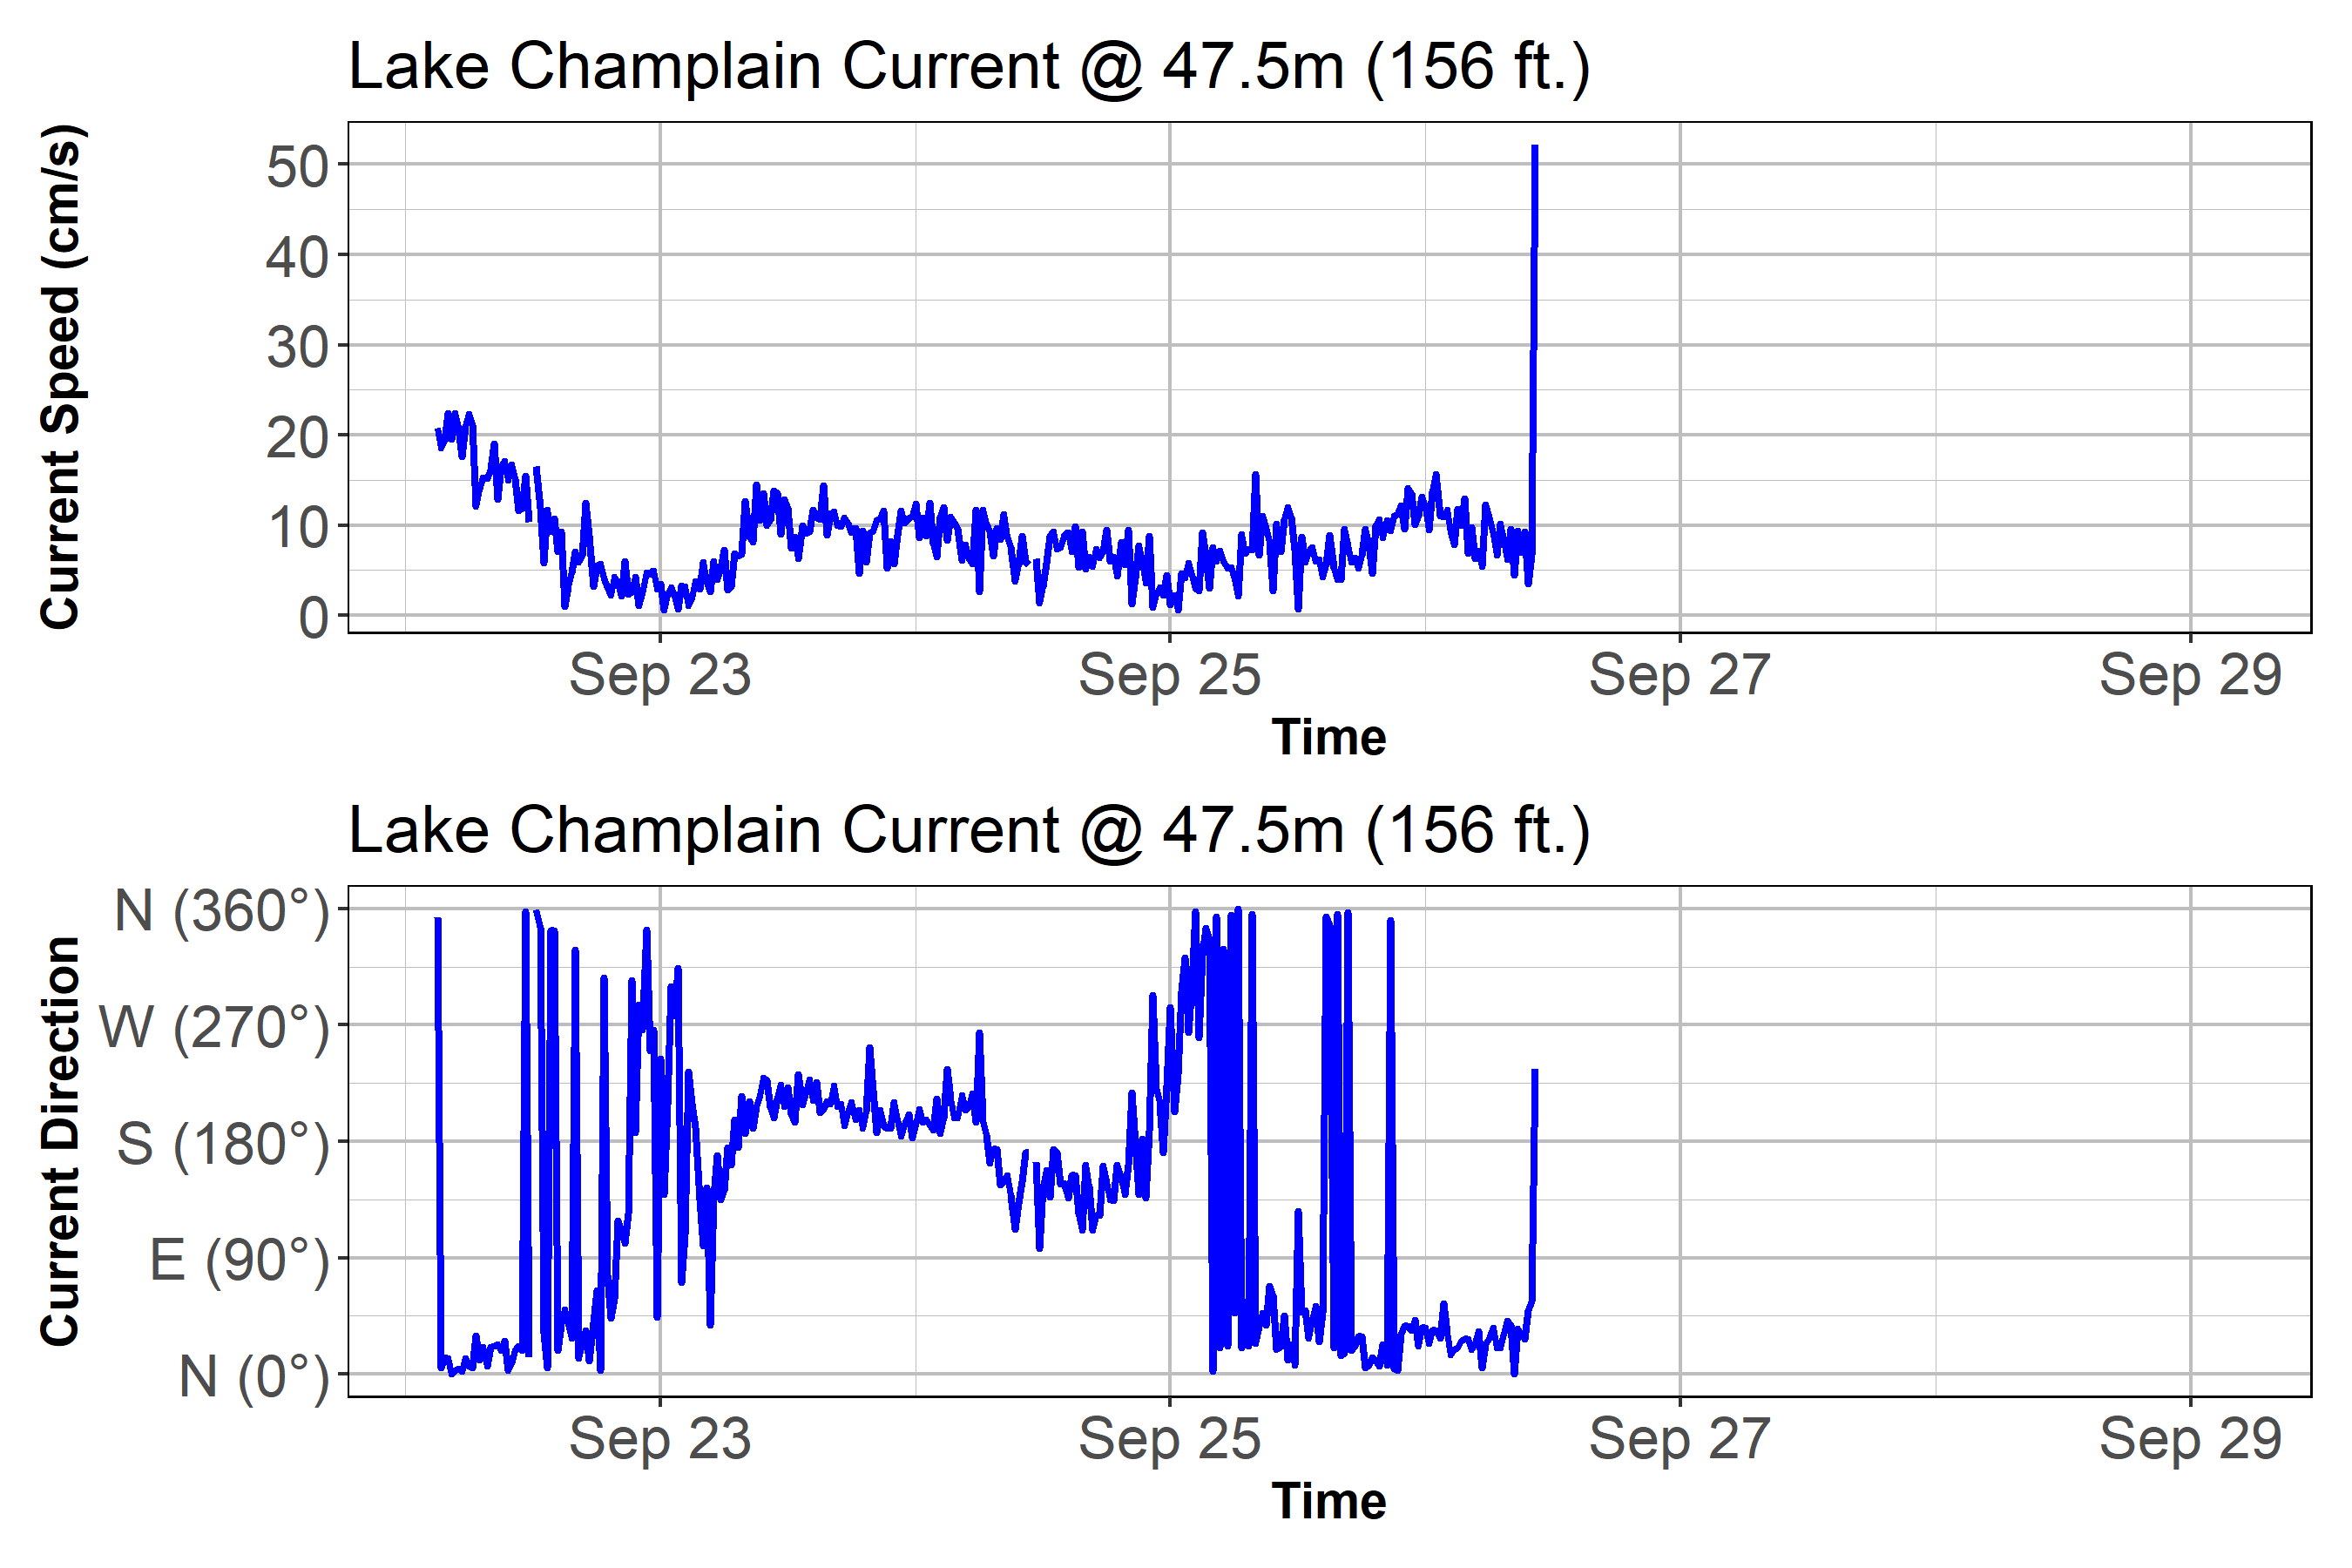 Lake Champlain Current @ 47.5m (156 ft.)
Current Speed (cm/s)
50
40
30
20
10
0
Sep 23 Sep 25 Sep 27 Sep 29
Time
Lake Champlain Current @ 47.5m (156 ft.)
Current Direction
N (360°)
W (270°)
S (180°)
E (90°)
N (0°)
Sep 23 Sep 25 Sep 27 Sep 29
Time